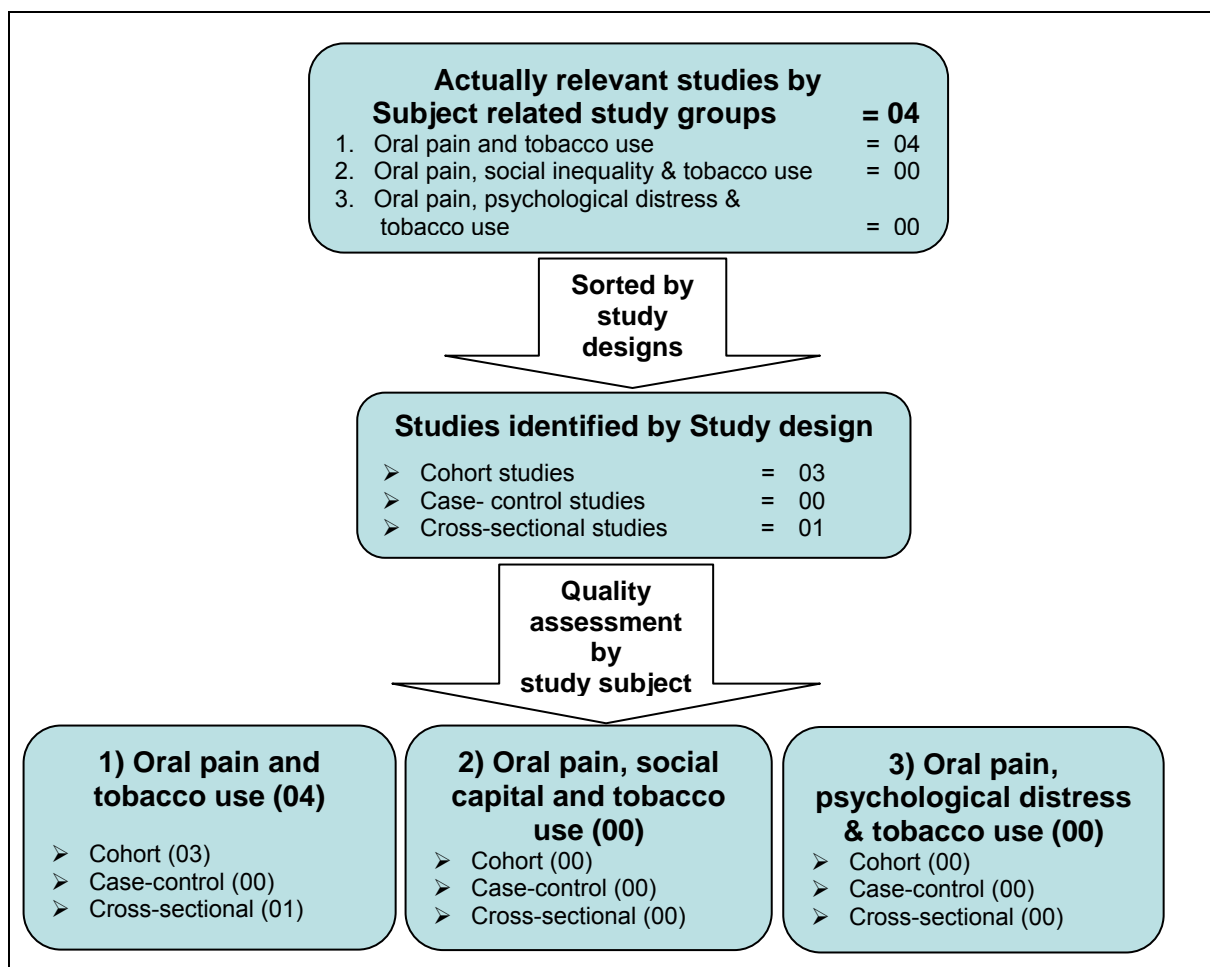 Actually relevant studies by
Subject related study groups = 04
1. Oral pain and tobacco use = 04
2. Oral pain, social inequality & tobacco use = 00
3. Oral pain, psychological distress &
tobacco use = 00
Sorted by
study
designs
Studies identified by Study design
➢ Cohort studies = 03
➢ Case- control studies = 00
➢ Cross-sectional studies = 01
Quality
assessment
by
study subject
1) Oral pain and
tobacco use (04)
➢ Cohort (03)
➢ Case-control (00)
➢ Cross-sectional (01)
2) Oral pain, social
capital and tobacco
use (00)
➢ Cohort (00)
➢ Case-control (00)
➢ Cross-sectional (00)
3) Oral pain,
psychological distress
& tobacco use (00)
➢ Cohort (00)
➢ Case-control (00)
➢ Cross-sectional (00)